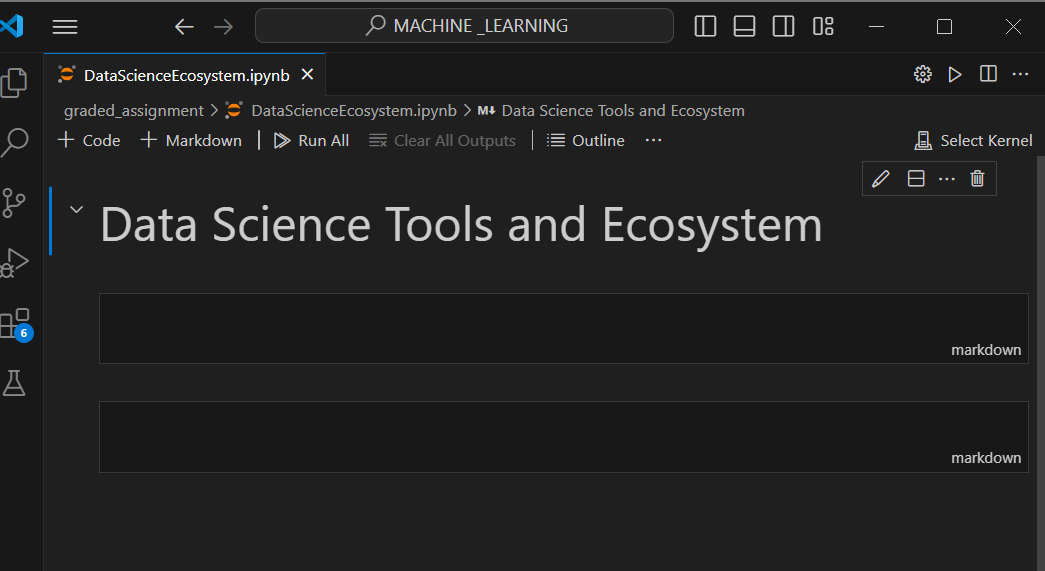 MACHINE _LEARNING
DataScienceEcosystem.ipynb
graded_assignment > DataScienceEcosystem.ipynb > M↓ Data Science Tools and Ecosystem
+ Code + Markdown | Run All Clear All Outputs | Outline ... Select Kernel
Data Science Tools and Ecosystem
markdown
6
markdown